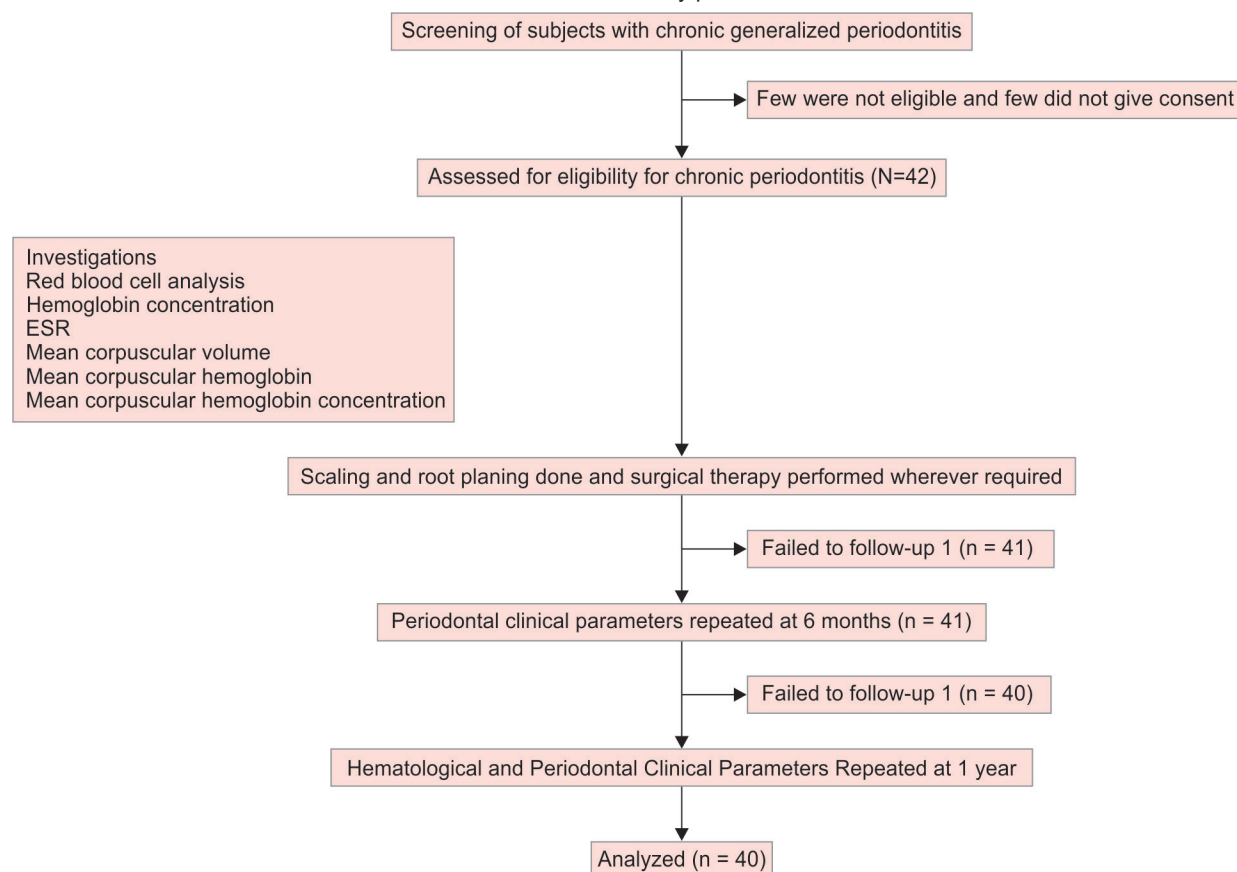 Screening of subjects with chronic generalized periodontitis
Few were not eligible and few did not give consent
Assessed for eligibility for chronic periodontitis (N=42)
Investigations
Red blood cell analysis
Hemoglobin concentration
ESR
Mean corpuscular volume
Mean corpuscular hemoglobin
Mean corpuscular hemoglobin concentration
Scaling and root planing done and surgical therapy performed wherever required
Failed to follow-up 1 (n = 41)
Periodontal clinical parameters repeated at 6 months (n = 41)
Failed to follow-up 1 (n = 40)
Hematological and Periodontal Clinical Parameters Repeated at 1 year
Analyzed (n = 40)